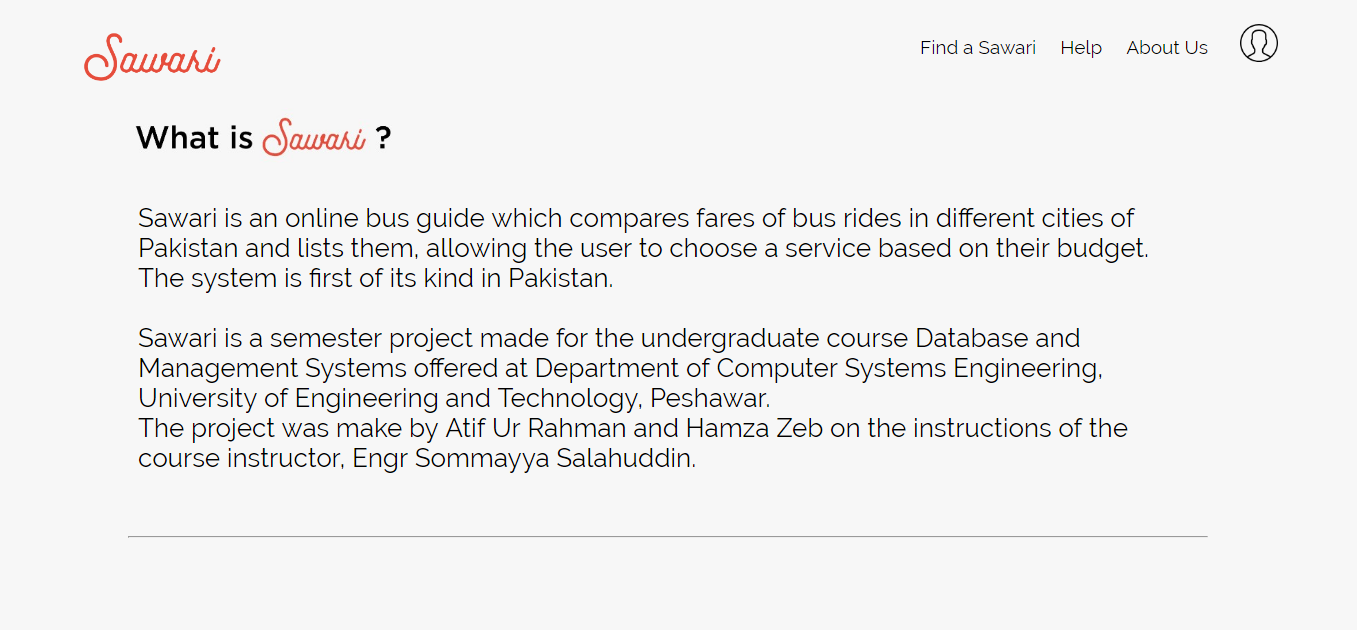 Sawari
Find a Sawari Help About Us
What is Sawari ?
Sawari is an online bus guide which compares fares of bus rides in different cities of
Pakistan and lists them, allowing the user to choose a service based on their budget.
The system is first of its kind in Pakistan.
Sawari is a semester project made for the undergraduate course Database and
Management Systems offered at Department of Computer Systems Engineering,
University of Engineering and Technology, Peshawar.
The project was make by Atif Ur Rahman and Hamza Zeb on the instructions of the
course instructor, Engr Sommayya Salahuddin.